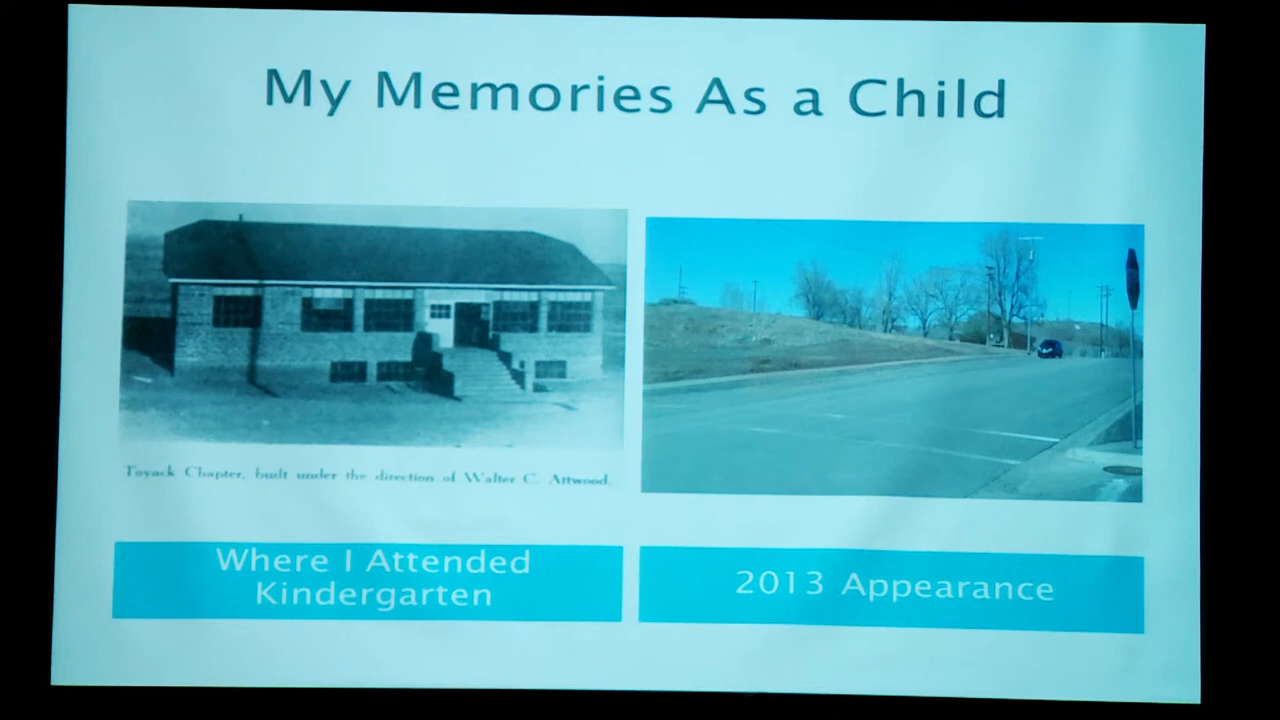 My Memories As a Child
Toyack Chapter, built under the direction of Walter C. Attwood.
Where I Attended
Kindergarten
2013 Appearance